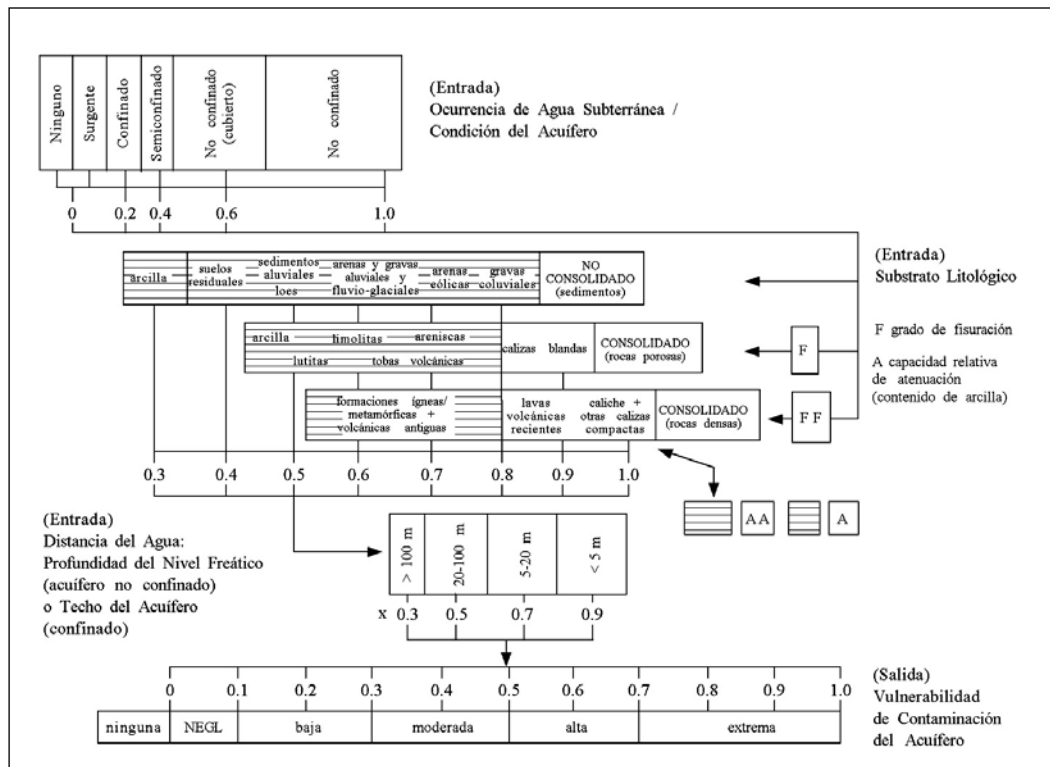 Ninguno
Surgente
Confinado
Semiconfinado
No confinado
(cubierto)
No confinado
(Entrada)
Ocurrencia de Agua Subterránea /
Condición del Acuífero
0 0.2 0.4 0.6 1.0
(Entrada)
Substrato Litológico
arcilla
suelos
residuales
sedimentos
aluviales
loes
arenas y gravas
aluviales y
fluvio-glaciales
arenas
eólicas
gravas
coluviales
NO
CONSOLIDADO
(sedimentos)
arcilla limolitas areniscas
lutitas tobas volcánicas
calizas blandas
CONSOLIDADO
(rocas porosas)
F
F grado de fisuración
A capacidad relativa
de atenuación
(contenido de arcilla)
formaciones ígneas/
metamórficas +
volcánicas antiguas
lavas
volcánicas
recientes
caliche +
otras calizas
compactas
CONSOLIDADO
(rocas densas)
F F
0.3 0.4 0.5 0.6 0.7 0.8 0.9 1.0
A A
A
(Entrada)
Distancia del Agua:
Profundidad del Nivel Freático
(acuífero no confinado)
o Techo del Acuífero
(confinado)
> 100 m
20-100 m
5-20 m
< 5 m
x 0.3 0.5 0.7 0.9
0 0.1 0.2 0.3 0.4 0.5 0.6 0.7 0.8 0.9 1.0
ninguna NEGL baja moderada alta extrema
(Salida)
Vulnerabilidad
de Contaminación
del Acuífero